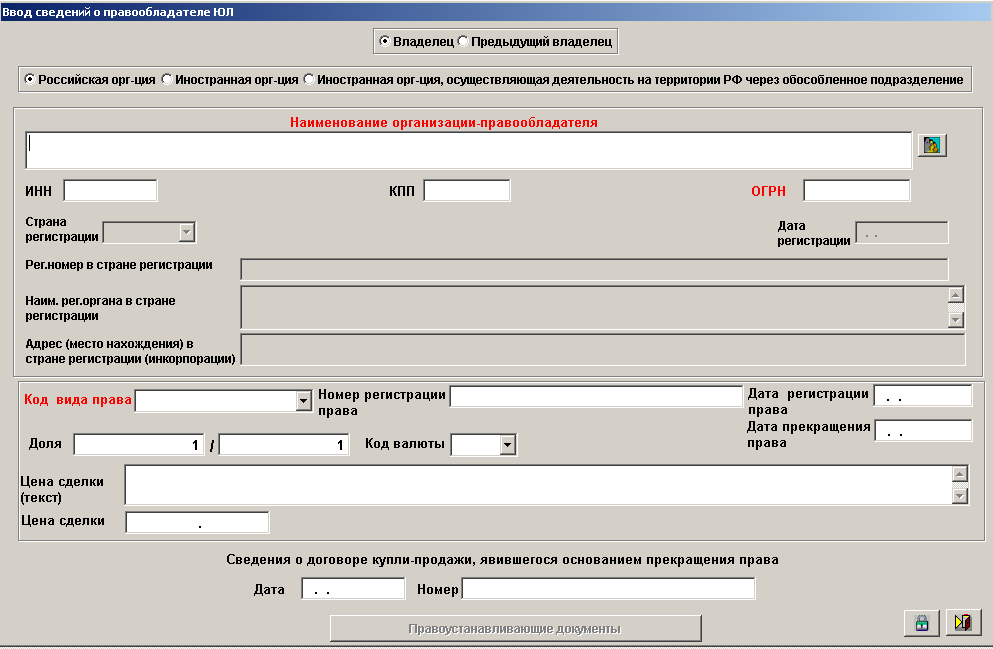 Ввод сведений о правообладателе ЮЛ
Владелец Предыдущий владелец
Российская орг-ция Иностранная орг-ция Иностранная орг-ция, осуществляющая деятельность на территории РФ через обособленное подразделение
Наименование организации-правообладателя
ИНН КПП ОГРН
Страна
регистрации
Дата
регистрации
. .
Рег.номер в стране регистрации
Наим. рег.органа в стране
регистрации
Адрес (место нахождения) в
стране регистрации (инкорпорации)
Код вида права
Номер регистрации
права
Дата регистрации
права
. .
Дата прекращения
права
. .
Доля 1 / 1 Код валюты
Цена сделки
(текст)
Цена сделки .
Сведения о договоре купли-продажи, явившегося основанием прекращения права
Дата . . Номер
Правоустанавливающие документы